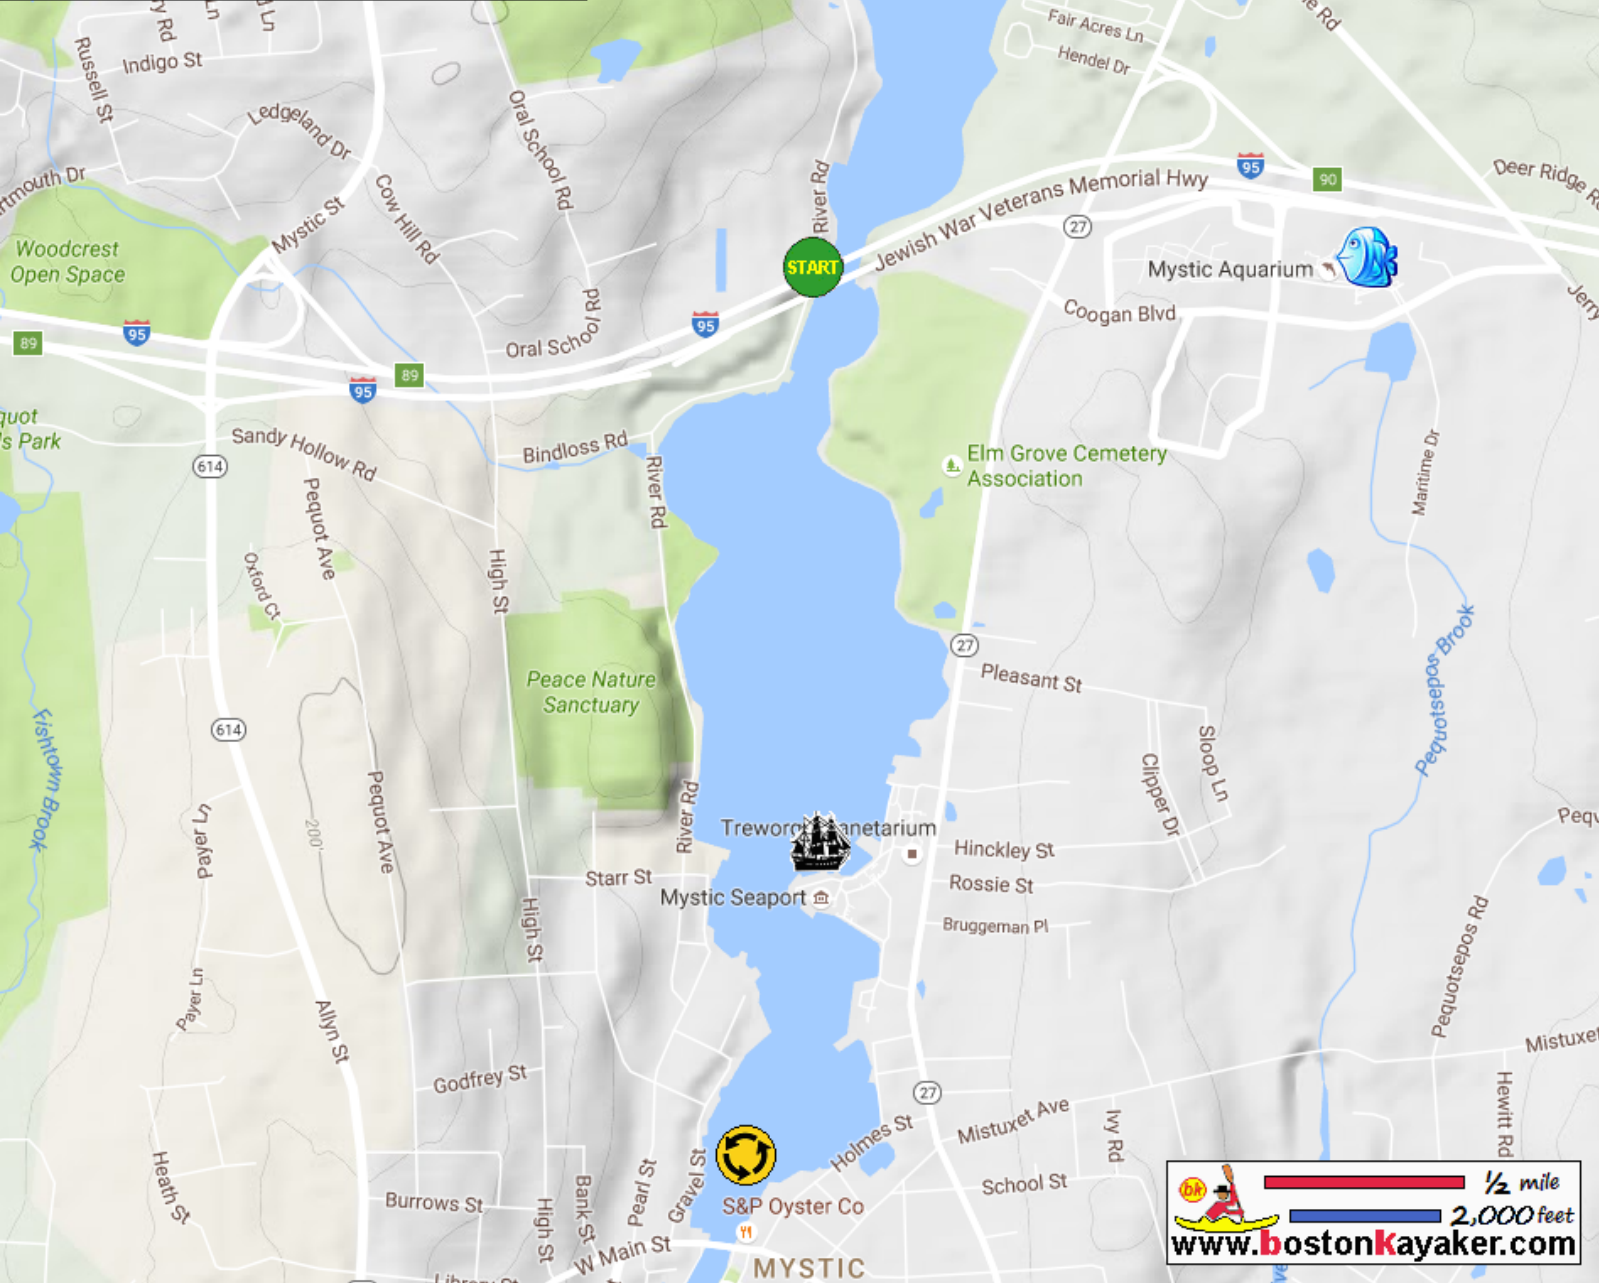 Fair Acres Ln
Hendel Dr
Indigo St
Russell St
Ledgeland Dr
Mystic St
Cow Hill Rd
Oral School Rd
River Rd
95
90
Deer Ridge
Jewish War Veterans Memorial Hwy
27
Woodcrest
Open Space
START
Mystic Aquarium
Coogan Blvd
Oral School Rd
95
95
89
89
95
Sandy Hollow Rd
Bindloss Rd
614
Elm Grove Cemetery
Association
Maritime Dr
River Rd
Pequot Ave
Oxford Ct
High St
27
Pleasant St
Peace Nature
Sanctuary
Pequotsepos Brook
614
Fishtown Brook
Sloop Ln
Clipper Dr
Payer Ln
200'
Pequot Ave
River Rd
Hinckley St
Rossie St
Starr St
Mystic Seaport
Bruggeman Pl
High St
Pequotsepos Rd
Payer Ln
Allyn St
Godfrey St
27
Holmes St
Mistuxet Ave
Ivy Rd
Hewitt Rd
School St
Heath St
Burrows St
High St
Bank St
Pearl St
Gravel St
S&P Oyster Co
W Main St
MYSTIC
Library St
bk
½ mile
2,000 feet
www.bostonkayaker.com